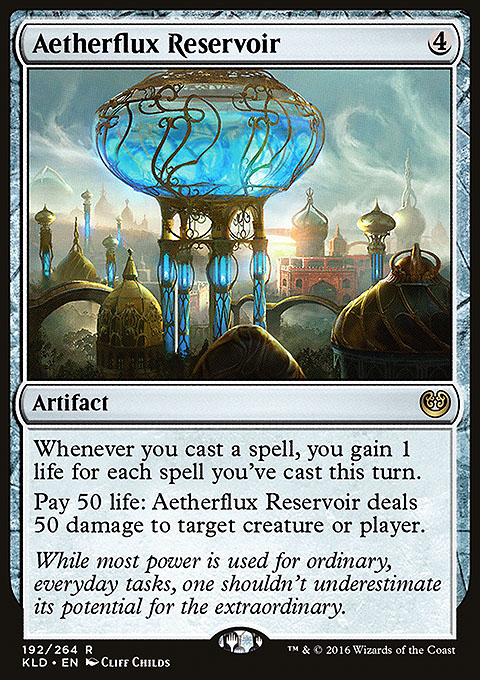 Aetherflux Reservoir 4
Artifact
Whenever you cast a spell, you gain 1
life for each spell you've cast this turn.
Pay 50 life: Aetherflux Reservoir deals
50 damage to target creature or player.
While most power is used for ordinary,
everyday tasks, one shouldn't underestimate
its potential for the extraordinary.
192/264 R
KLD • EN Cliff Childs
™ & © 2016 Wizards of the Coast